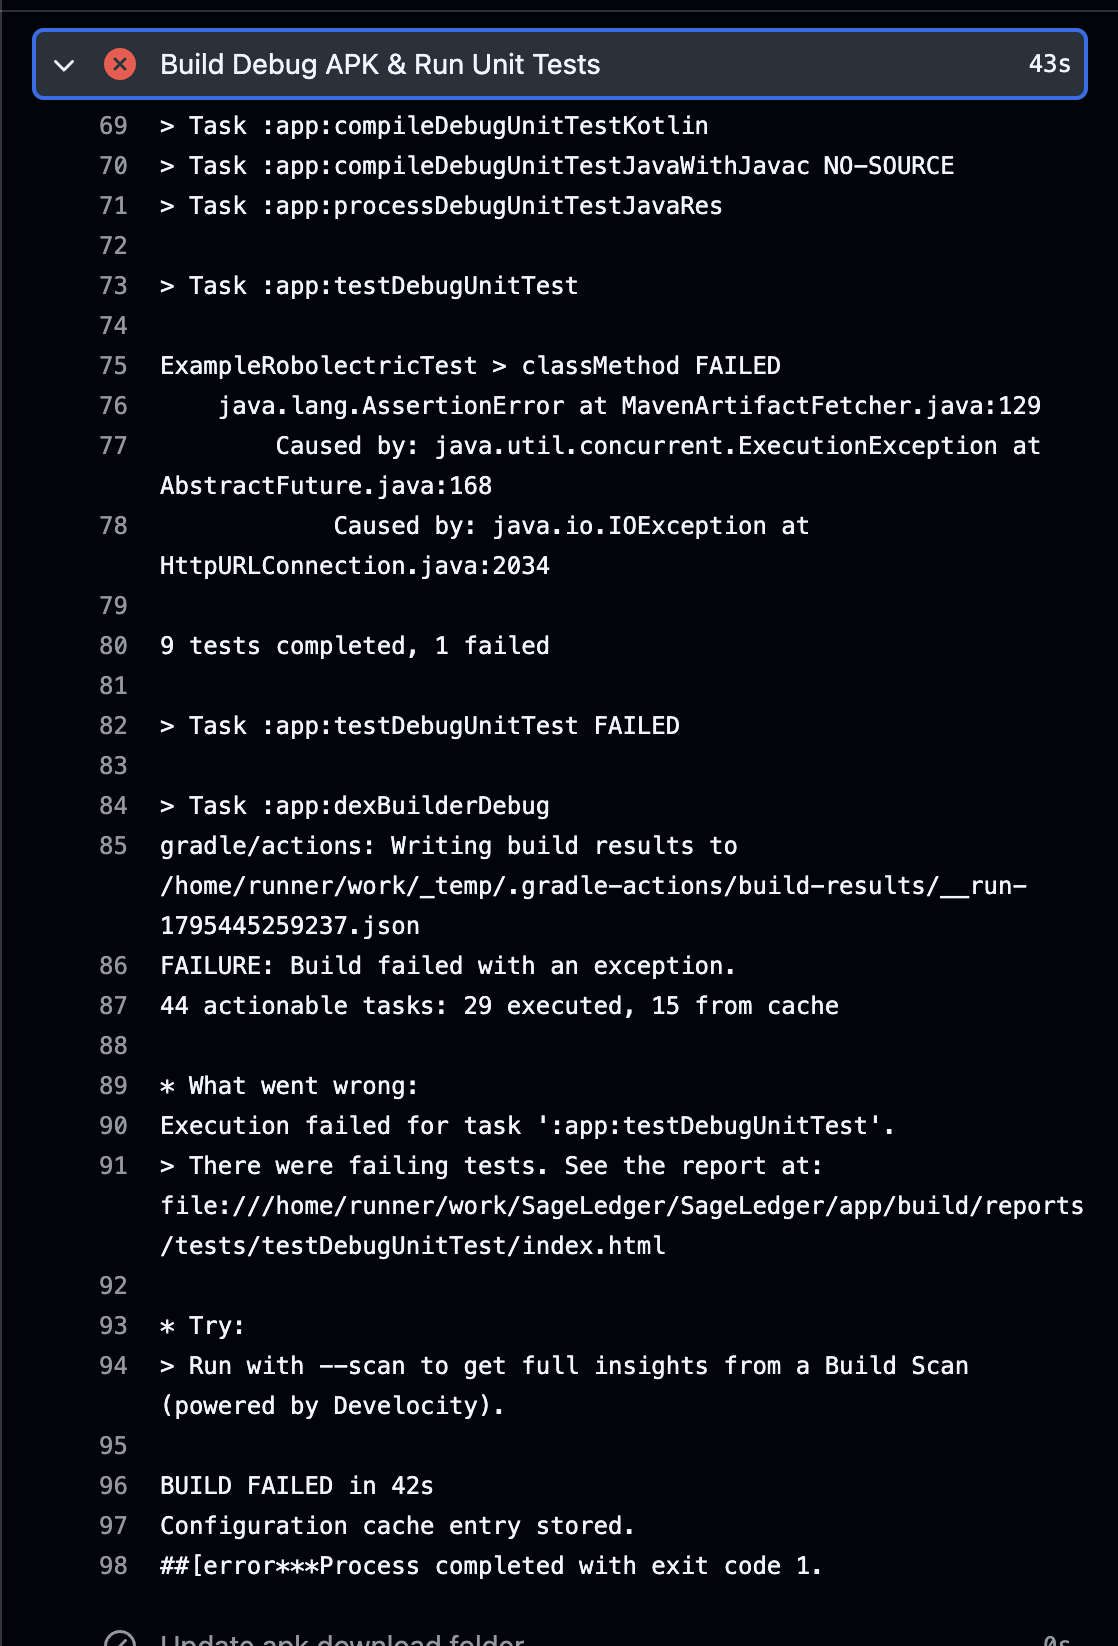 Build Debug APK & Run Unit Tests 43s
69 > Task :app:compileDebugUnitTestKotlin
70 > Task :app:compileDebugUnitTestJavaWithJavac NO-SOURCE
71 > Task :app:processDebugUnitTestJavaRes
72
73 > Task :app:testDebugUnitTest
74
75 ExampleRobolectricTest > classMethod FAILED
76     java.lang.AssertionError at MavenArtifactFetcher.java:129
77         Caused by: java.util.concurrent.ExecutionException at
AbstractFuture.java:168
78             Caused by: java.io.IOException at
HttpURLConnection.java:2034
79
80 9 tests completed, 1 failed
81
82 > Task :app:testDebugUnitTest FAILED
83
84 > Task :app:dexBuilderDebug
85 gradle/actions: Writing build results to
/home/runner/work/_temp/.gradle-actions/build-results/__run-
1795445259237.json
86 FAILURE: Build failed with an exception.
87 44 actionable tasks: 29 executed, 15 from cache
88
89 * What went wrong:
90 Execution failed for task ':app:testDebugUnitTest'.
91 > There were failing tests. See the report at:
file:///home/runner/work/SageLedger/SageLedger/app/build/reports
/tests/testDebugUnitTest/index.html
92
93 * Try:
94 > Run with --scan to get full insights from a Build Scan
(powered by Develocity).
95
96 BUILD FAILED in 42s
97 Configuration cache entry stored.
98 ##[error***Process completed with exit code 1.
Update apk download folder 0s